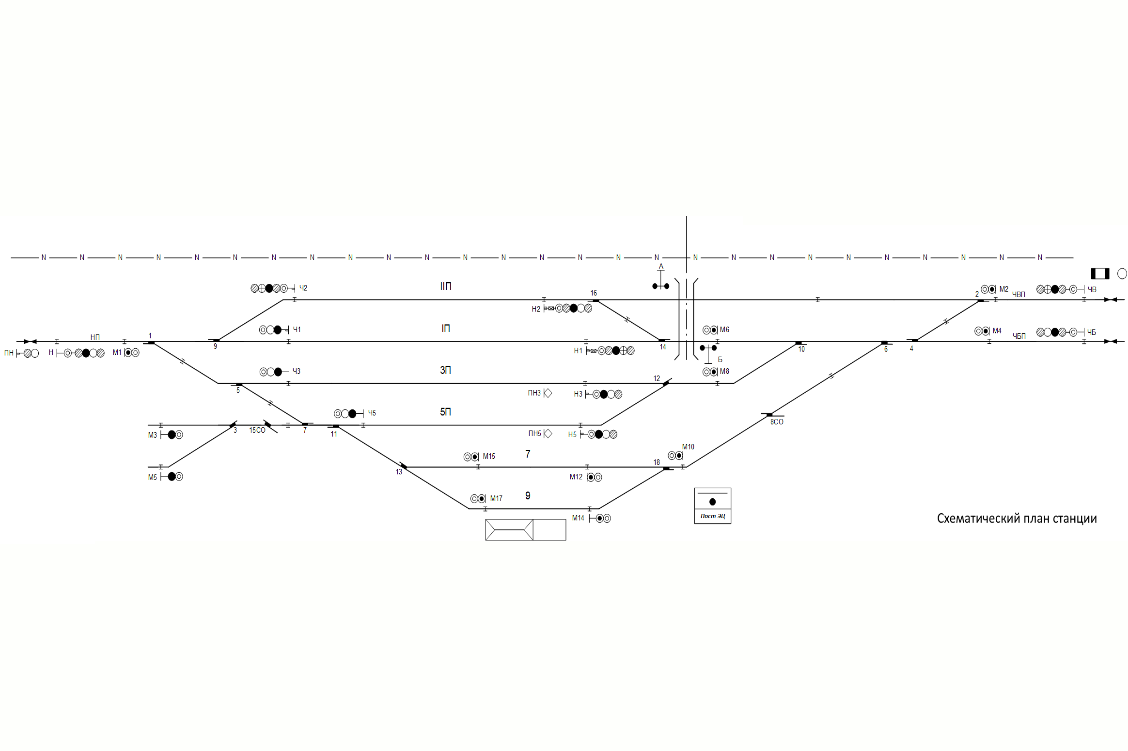 N N N N N N N N N N N N N N N N N N N N N N N N N N N
А
Ч2 IIП 16 2 М2 ЧВП ЧВ
Н2
Ч1 IП М6 М4 ЧБП ЧБ
НП 1
9 14 10 6 4
ПН Н М1 Н1 Б
Ч3 3П 12 М8
5 ПН3 Н3
Ч5 5П
М3 3 15СО 7 11 ПН5 Н5 8СО
7 М10
М15 18
М5 13 М12
9
М17
М14
Пост ЭЦ
Схематический план станции